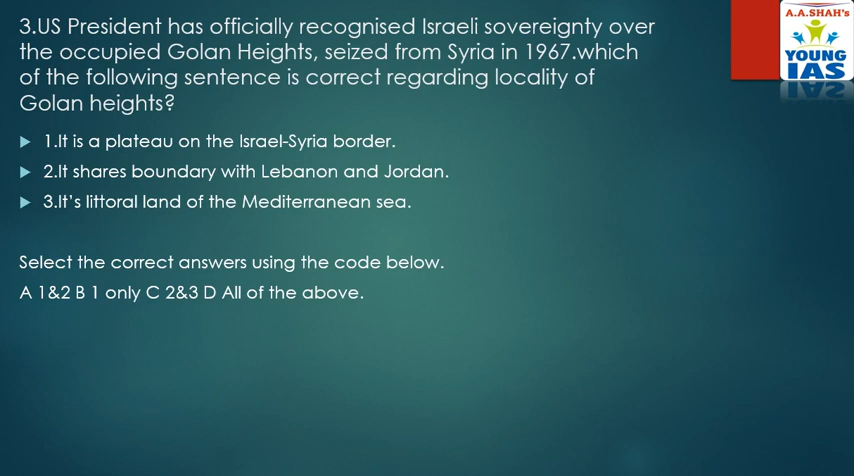 3.US President has officially recognised Israeli sovereignty over
the occupied Golan Heights, seized from Syria in 1967.which
of the following sentence is correct regarding locality of
Golan heights?
1.It is a plateau on the Israel-Syria border.
2.It shares boundary with Lebanon and Jordan.
3.It's littoral land of the Mediterranean sea.
Select the correct answers using the code below.
A 1&2 B 1 only C 2&3 D All of the above.
A.A.SHAH's
YOUNG
IAS